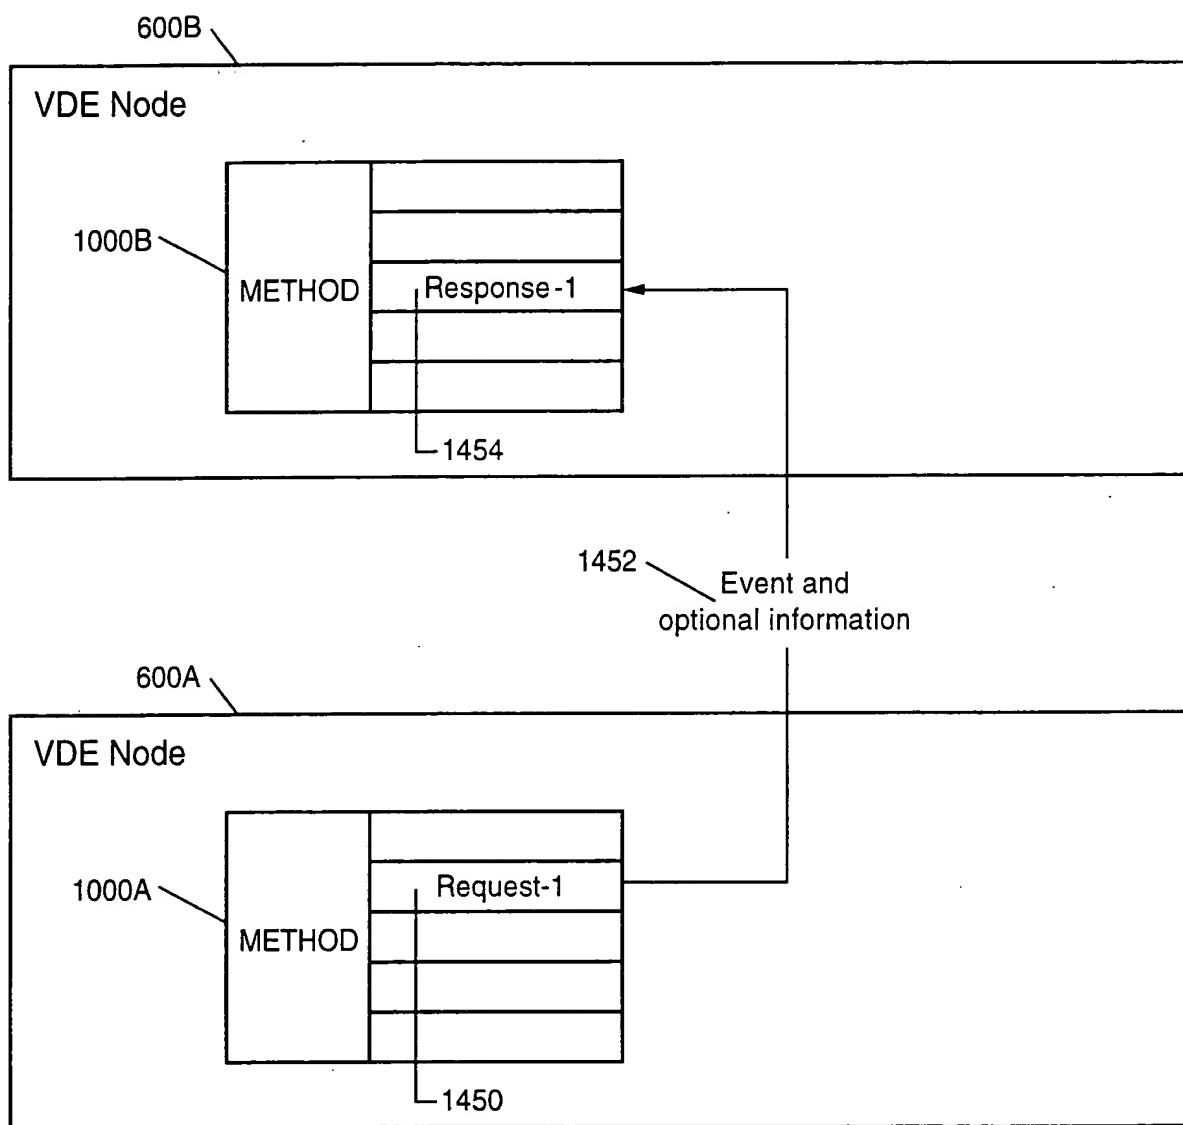 600B
VDE Node
1000B
METHOD
Response-1
1454
1452
Event and
optional information
600A
VDE Node
1000A
Request-1
METHOD
1450